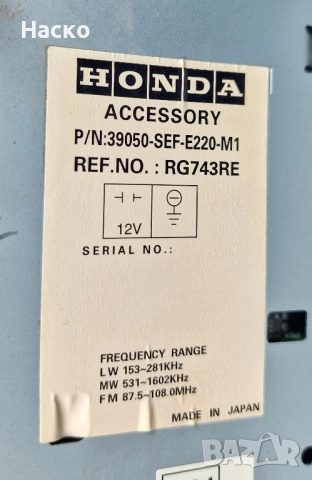 Hacko
HONDA
ACCESSORY
P/N:39050-SEF-E220-M1
REF.NO. : RG743RE
12V
SERIAL NO.:
FREQUENCY RANGE
LW 153~281KHz
MW 531~1602KHz
FM 87.5~108.0MHz
MADE IN JAPAN
BAZAR